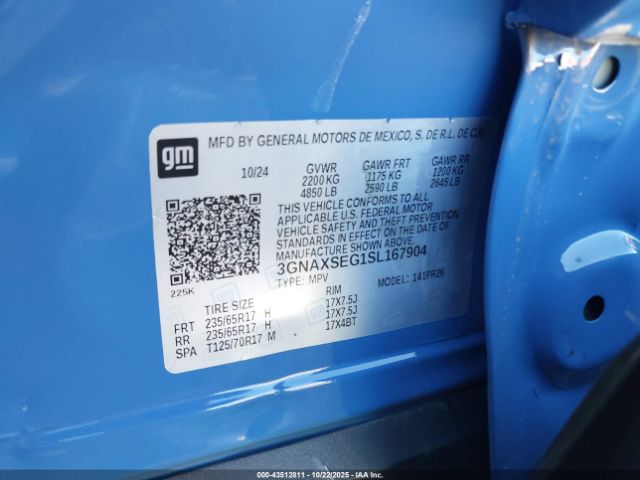 gm
MFD BY GENERAL MOTORS DE MEXICO, S. DE R.L. DE C.V.
10/24 GVWR GAWR FRT GAWR RR
2200 KG 1175 KG 1200 KG
4850 LB 2590 LB 2645 LB
THIS VEHICLE CONFORMS TO ALL
APPLICABLE U.S. FEDERAL MOTOR
VEHICLE SAFETY AND THEFT PREVENTION
STANDARDS IN EFFECT ON THE DATE OF
MANUFACTURE SHOWN ABOVE.
3GNAXSEG1SL167904
TYPE: MPV MODEL: 141PR26
225K
TIRE SIZE RIM
FRT 235/65R17 H 17X7.5J
RR 235/65R17 H 17X7.5J
SPA T125/70R17 M 17X4BT
000-43512811 - 10/22/2025 - IAAI.COM